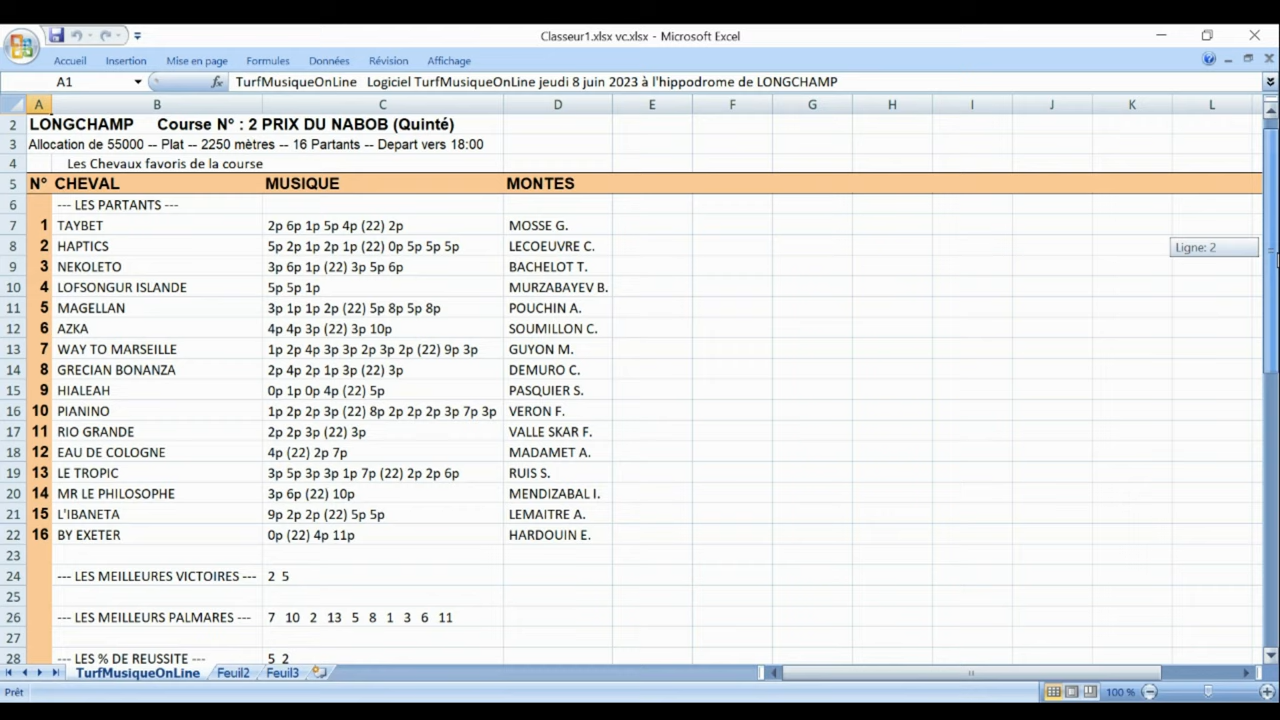 Classeur1.xlsx vc.xlsx - Microsoft Excel
Accueil Insertion Mise en page Formules Données Révision Affichage
A1 fx TurfMusiqueOnLine Logiciel TurfMusiqueOnLine jeudi 8 juin 2023 à l'hippodrome de LONGCHAMP
A B C D E F G H I J K L
2 LONGCHAMP Course N° : 2 PRIX DU NABOB (Quinté)
3 Allocation de 55000 -- Plat -- 2250 mètres -- 16 Partants -- Depart vers 18:00
4 Les Chevaux favoris de la course
5 N° CHEVAL MUSIQUE MONTES
6 --- LES PARTANTS ---
7 1 TAYBET 2p 6p 1p 5p 4p (22) 2p MOSSE G.
8 2 HAPTICS 5p 2p 1p 2p 1p (22) 0p 5p 5p 5p LECOEUVRE C. Ligne: 2
9 3 NEKOLETO 3p 6p 1p (22) 3p 5p 6p BACHELOT T.
10 4 LOFSONGUR ISLANDE 5p 5p 1p MURZABAYEV B.
11 5 MAGELLAN 3p 1p 1p 2p (22) 5p 8p 5p 8p POUCHIN A.
12 6 AZKA 4p 4p 3p (22) 3p 10p SOUMILLON C.
13 7 WAY TO MARSEILLE 1p 2p 4p 3p 3p 2p 3p 2p (22) 9p 3p GUYON M.
14 8 GRECIAN BONANZA 2p 4p 2p 1p 3p (22) 3p DEMURO C.
15 9 HIALEAH 0p 1p 0p 4p (22) 5p PASQUIER S.
16 10 PIANINO 1p 2p 2p 3p (22) 8p 2p 2p 2p 3p 7p 3p VERON F.
17 11 RIO GRANDE 2p 2p 3p (22) 3p VALLE SKAR F.
18 12 EAU DE COLOGNE 4p (22) 2p 7p MADAMET A.
19 13 LE TROPIC 3p 5p 3p 3p 1p 7p (22) 2p 2p 6p RUIS S.
20 14 MR LE PHILOSOPHE 3p 6p (22) 10p MENDIZABAL I.
21 15 L'IBANETA 9p 2p 2p (22) 5p 5p LEMAITRE A.
22 16 BY EXETER 0p (22) 4p 11p HARDOUIN E.
23
24 --- LES MEILLEURES VICTOIRES --- 2 5
25
26 --- LES MEILLEURS PALMARES --- 7 10 2 13 5 8 1 3 6 11
27
28 --- LES % DE REUSSITE --- 5 2
TurfMusiqueOnLine Feuil2 Feuil3
Prêt 100 %